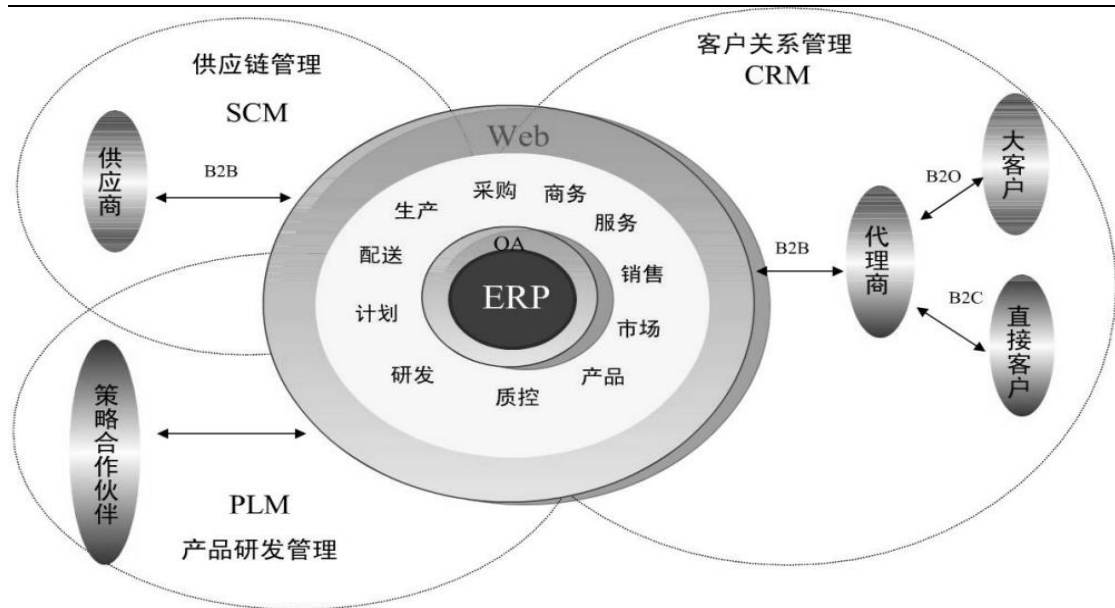 供应链管理
SCM
供应商
B2B
客户关系管理
CRM
大客户
B2O
代理商
B2B
B2C
直接客户
Web
采购
商务
生产
服务
配送
OA
销售
ERP
计划
市场
研发
产品
质控
策略合作伙伴
PLM
产品研发管理